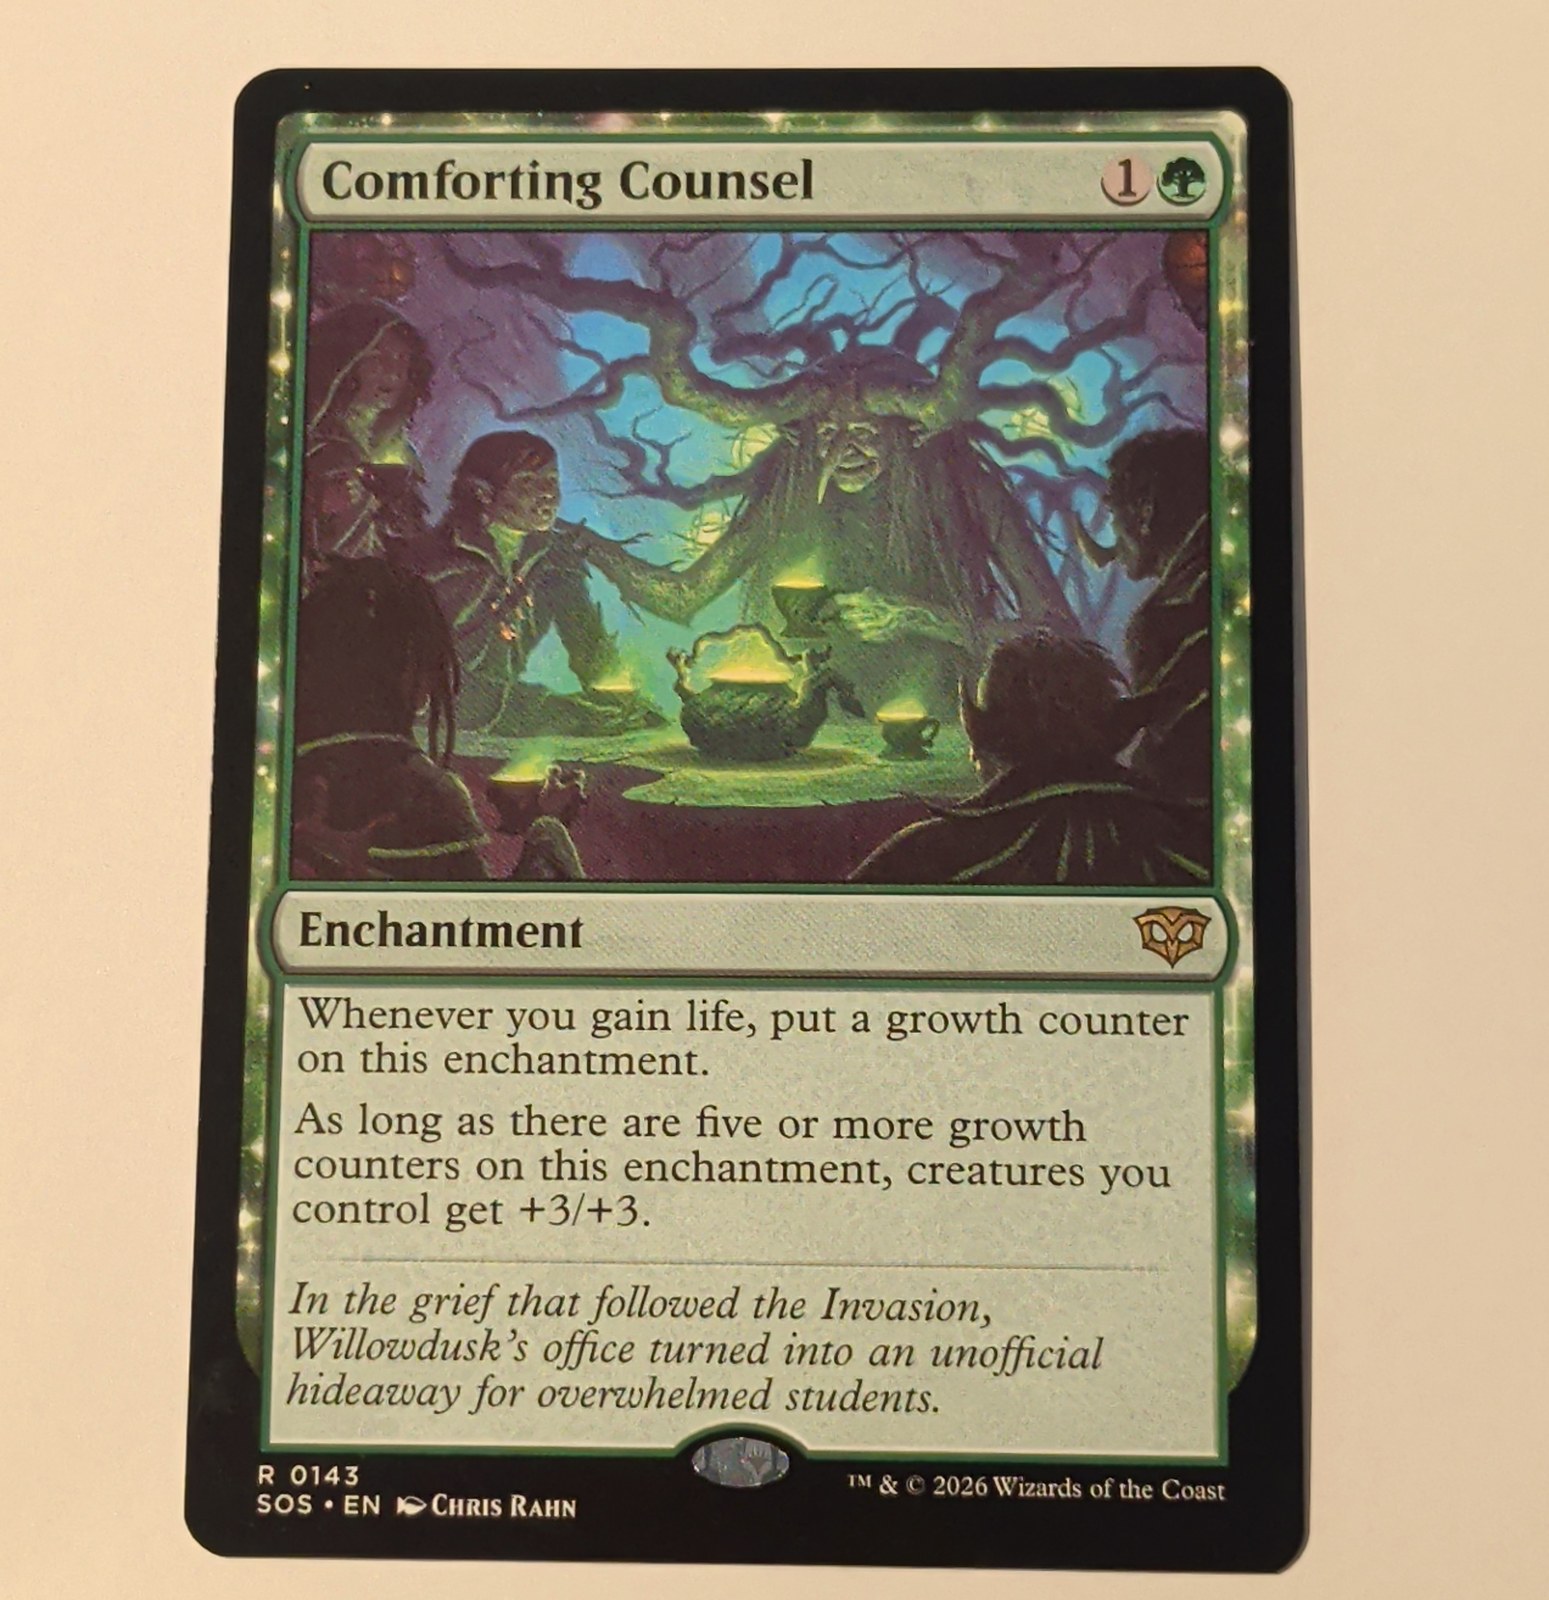 Comforting Counsel 1
Enchantment
Whenever you gain life, put a growth counter
on this enchantment.
As long as there are five or more growth
counters on this enchantment, creatures you
control get +3/+3.
In the grief that followed the Invasion,
Willowdusk's office turned into an unofficial
hideaway for overwhelmed students.
R 0143
SOS • EN CHRIS RAHN
™ & © 2026 Wizards of the Coast